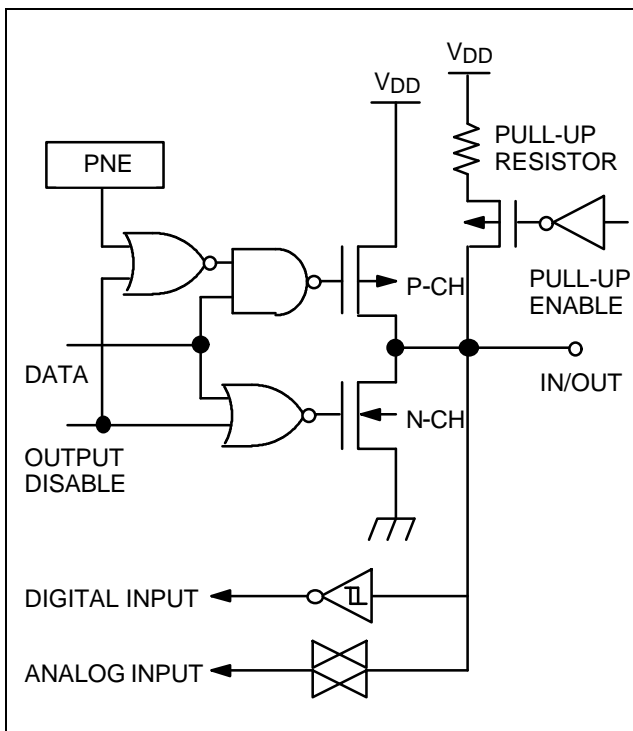 VDD
VDD
PULL-UP
RESISTOR
PNE
P-CH
PULL-UP
ENABLE
DATA
IN/OUT
N-CH
OUTPUT
DISABLE
DIGITAL INPUT
ANALOG INPUT